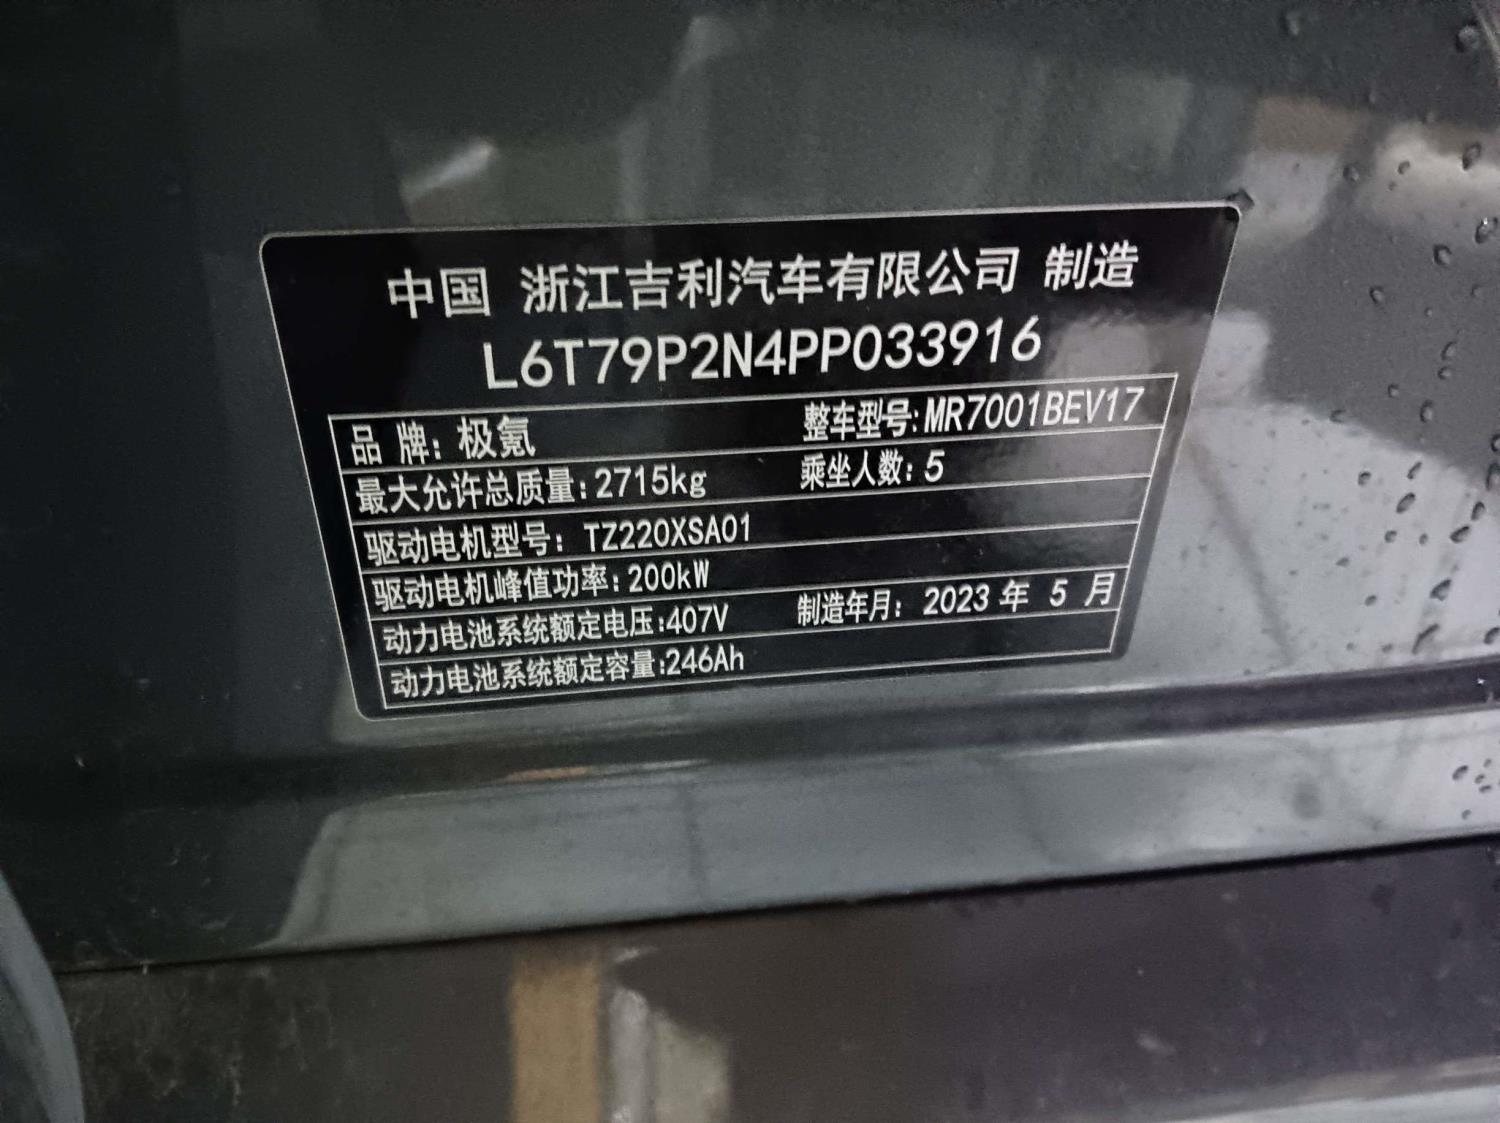 中国 浙江吉利汽车有限公司 制造
L6T79P2N4PP033916
品 牌: 极氪 整车型号:MR7001BEV17
最大允许总质量:2715kg 乘坐人数: 5
驱动电机型号: TZ220XSA01
驱动电机峰值功率:200kW
动力电池系统额定电压:407V 制造年月: 2023 年 5 月
动力电池系统额定容量:246Ah